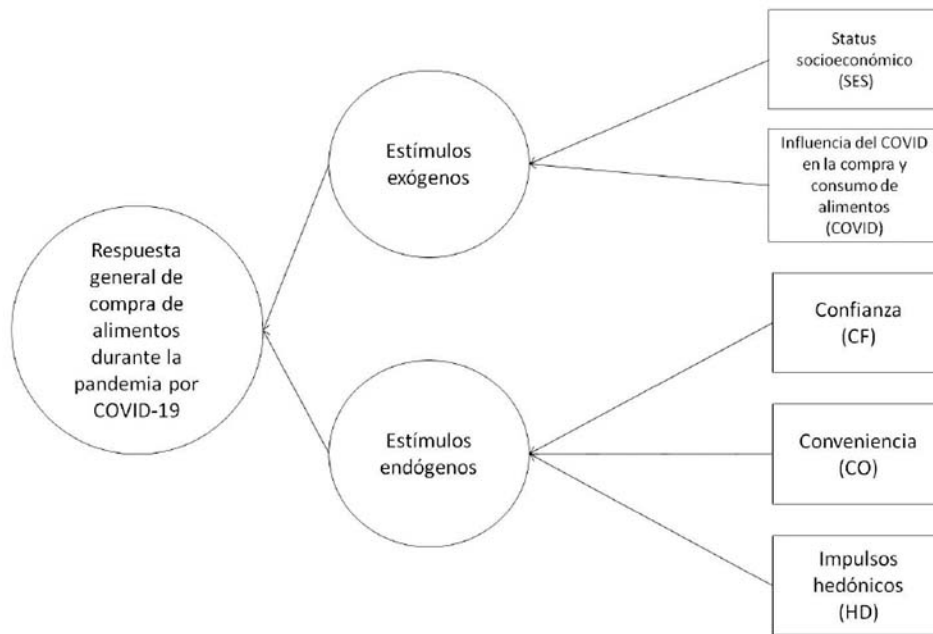 Respuesta
general de
compra de
alimentos
durante la
pandemia por
COVID-19
Estímulos
exógenos
Estímulos
endógenos
Status
socioeconómico
(SES)
Influencia del COVID
en la compra y
consumo de
alimentos
(COVID)
Confianza
(CF)
Conveniencia
(CO)
Impulsos
hedónicos
(HD)